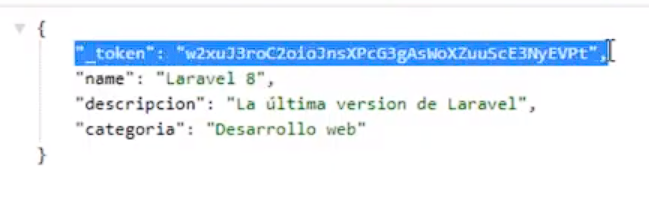 {
"_token": "w2xuJ3roC2oioJnsXPcG3gAsWoXZuuScE3NyEVPt",
"name": "Laravel 8",
"descripcion": "La última version de Laravel",
"categoria": "Desarrollo web"
}